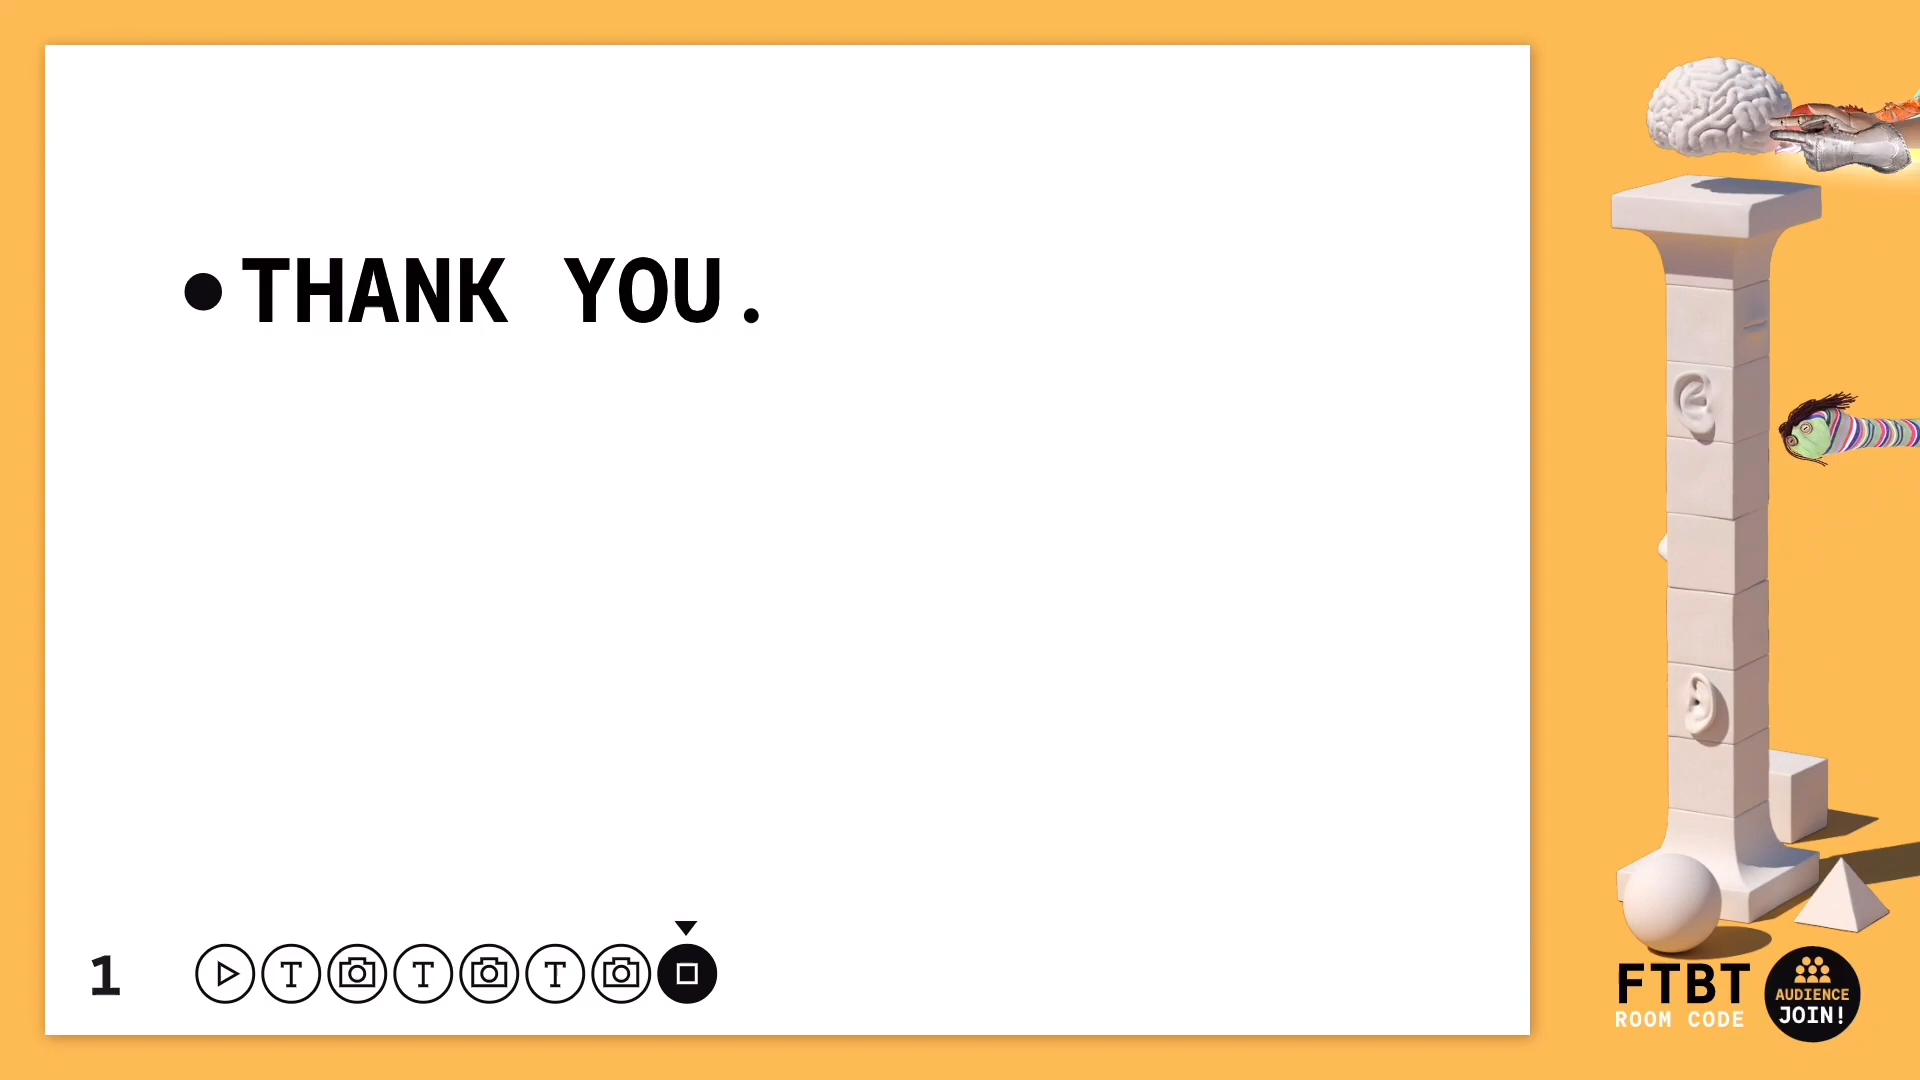 ●THANK YOU.
1
T T T
FTBT
ROOM CODE
AUDIENCE
JOIN!